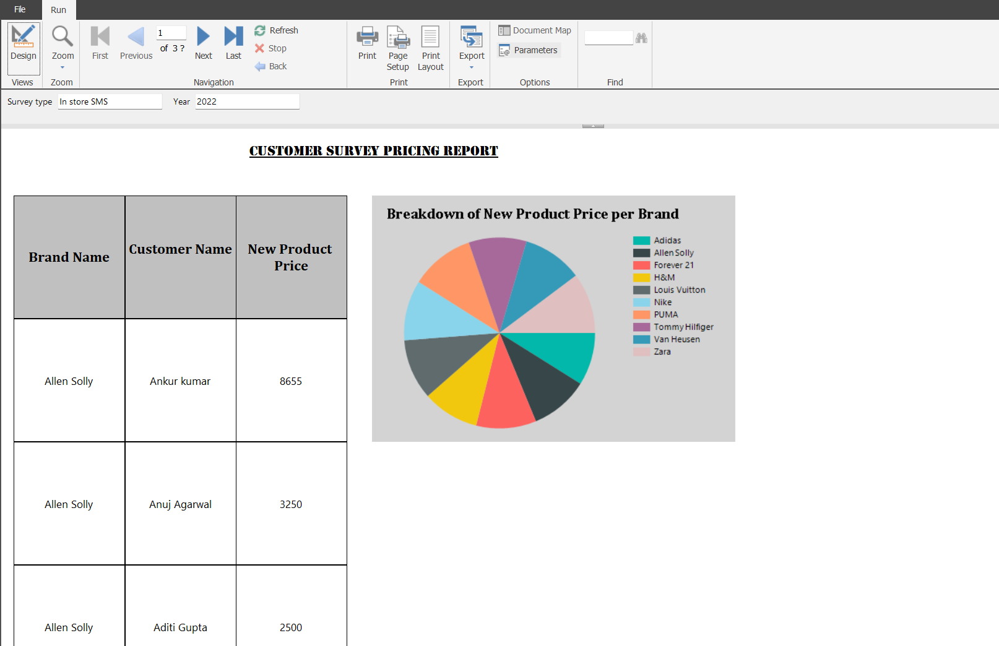 File
Run
Design
Zoom
First
Previous
1
of 3 ?
Next
Last
Refresh
Stop
Back
Print
Page Setup
Print Layout
Export
Document Map
Parameters
Views
Zoom
Navigation
Print
Export
Options
Find
Survey type
In store SMS
Year
2022
CUSTOMER SURVEY PRICING REPORT
Brand Name
Customer Name
New Product
Price
Allen Solly
Ankur kumar
8655
Allen Solly
Anuj Agarwal
3250
Allen Solly
Aditi Gupta
2500
Breakdown of New Product Price per Brand
Adidas
Allen Solly
Forever 21
H&M
Louis Vuitton
Nike
PUMA
Tommy Hilfiger
Van Heusen
Zara